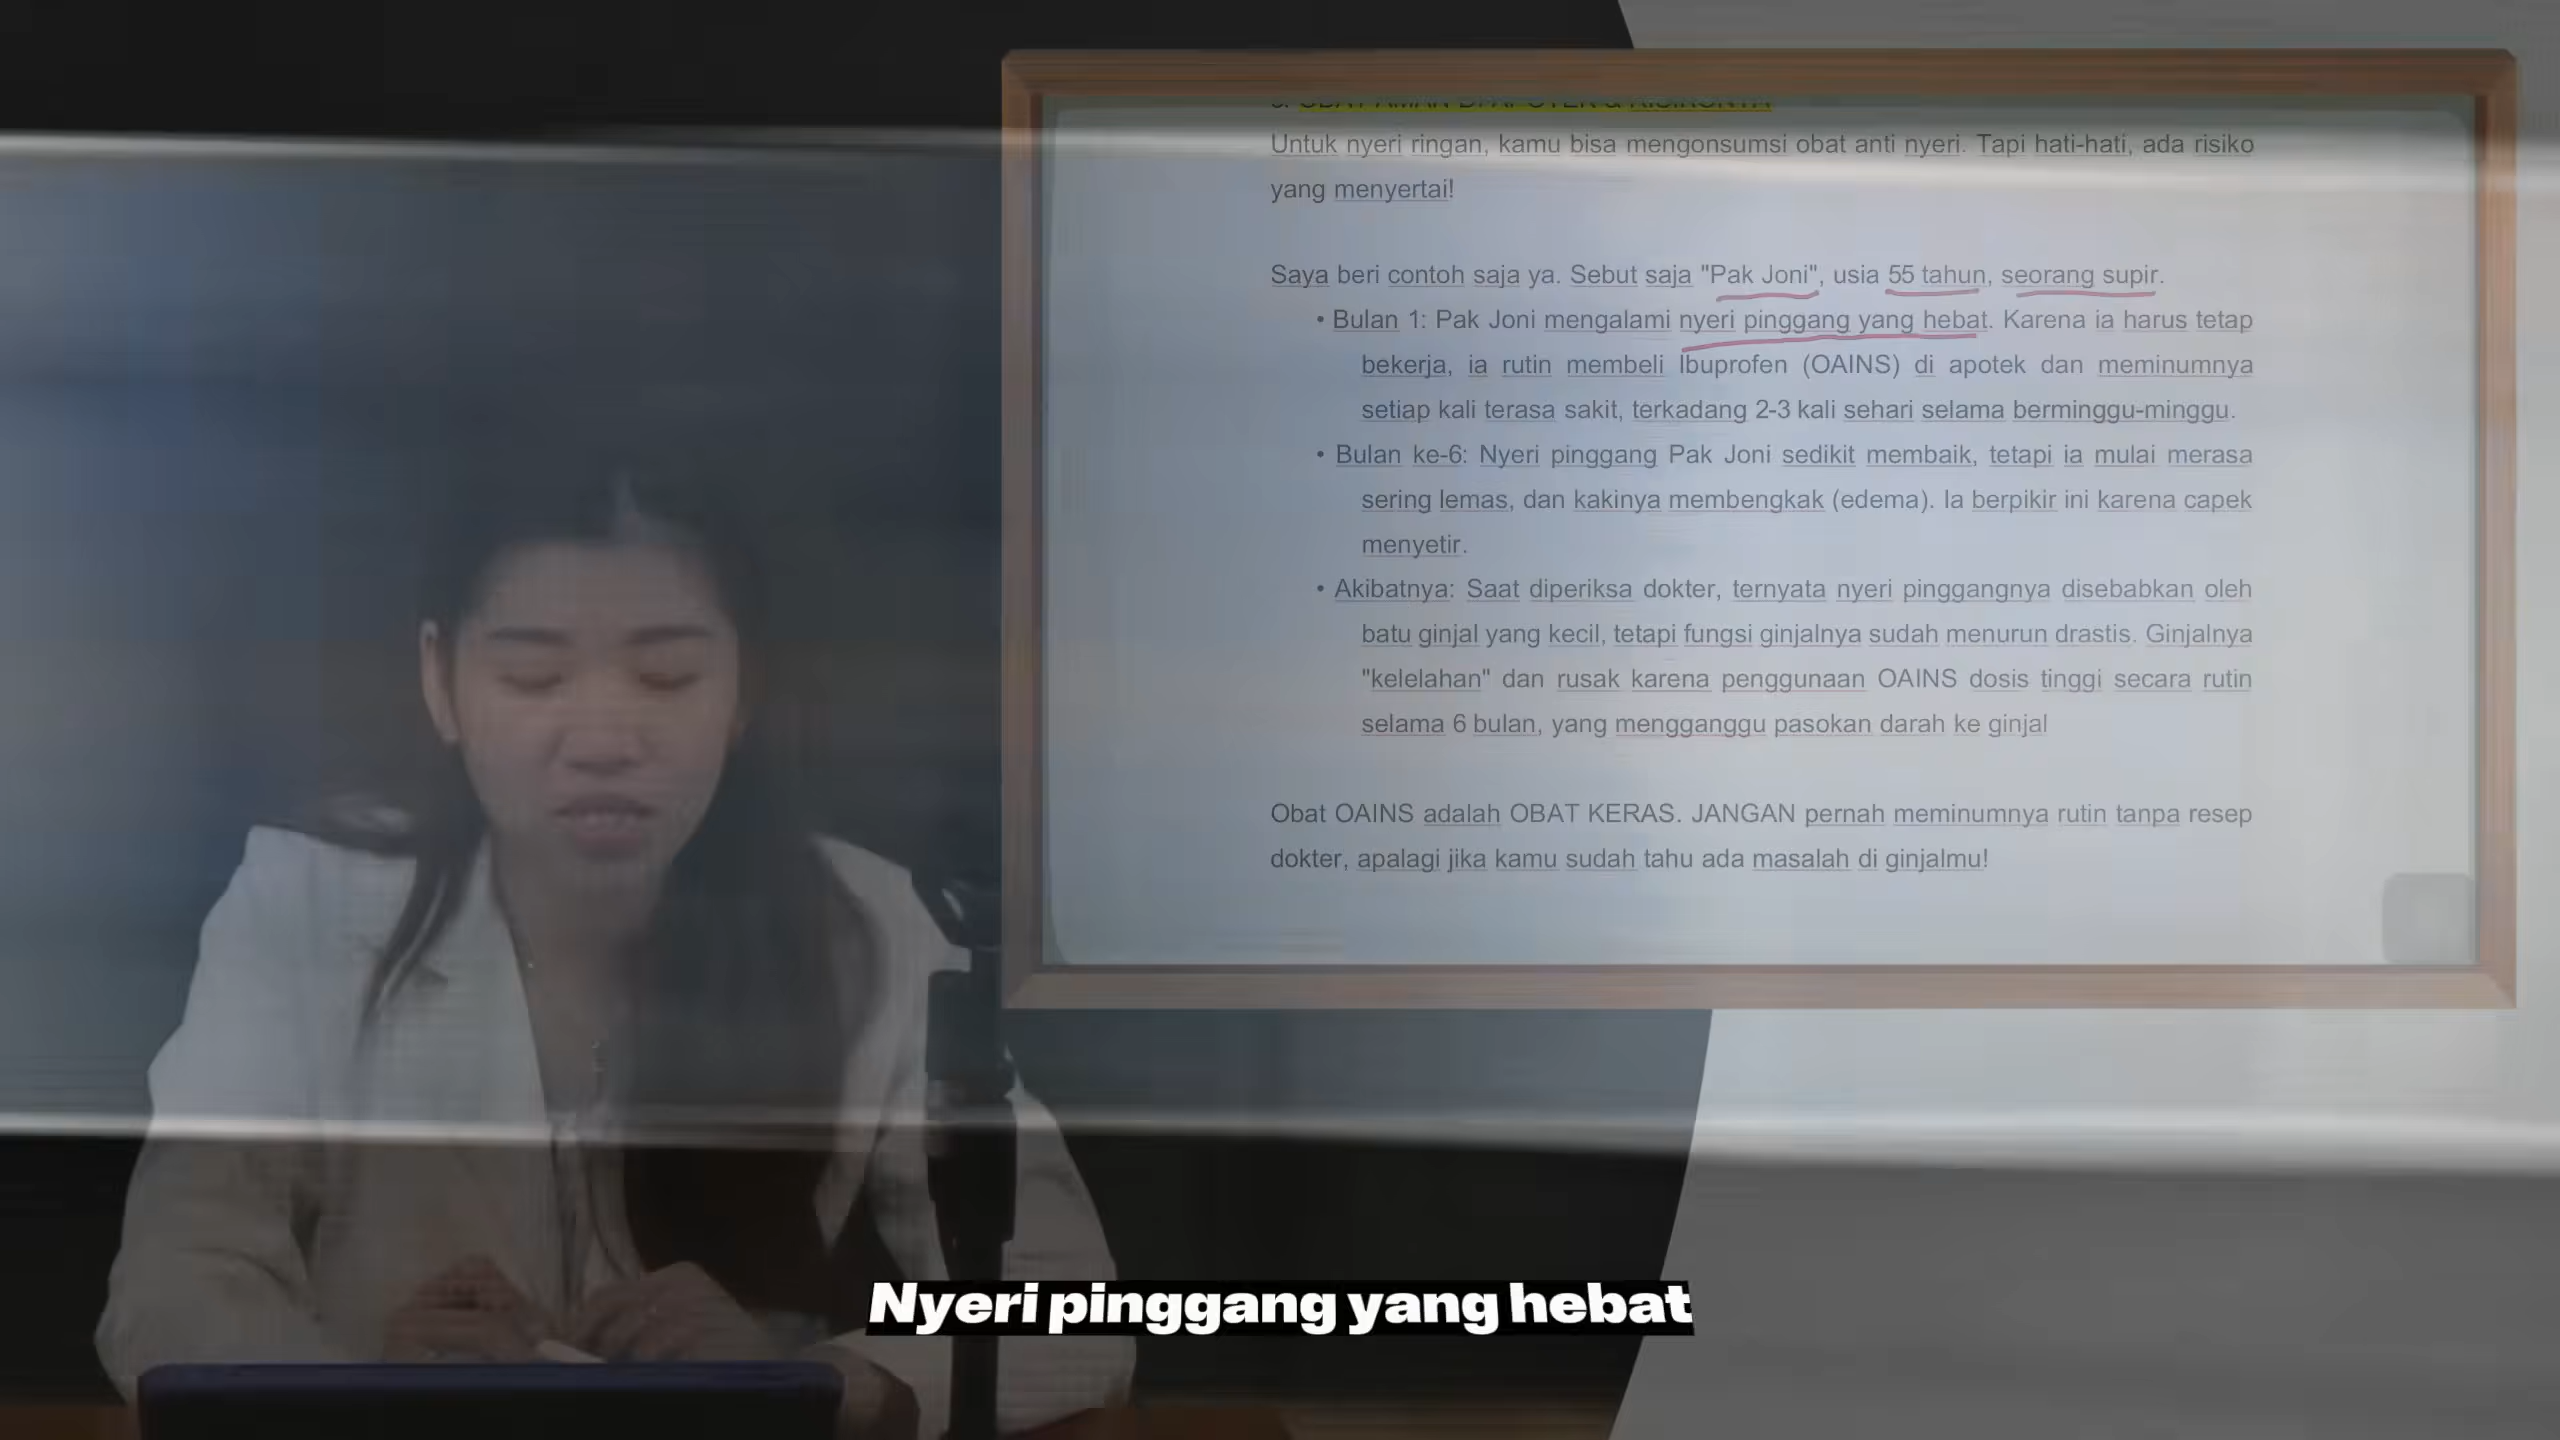 Untuk nyeri ringan, kamu bisa mengonsumsi obat anti nyeri. Tapi hati-hati, ada risiko
yang menyertai!
Saya beri contoh saja ya. Sebut saja "Pak Joni", usia 55 tahun, seorang supir.
• Bulan 1: Pak Joni mengalami nyeri pinggang yang hebat. Karena ia harus tetap
bekerja, ia rutin membeli Ibuprofen (OAINS) di apotek dan meminumnya
setiap kali terasa sakit, terkadang 2-3 kali sehari selama berminggu-minggu.
• Bulan ke-6: Nyeri pinggang Pak Joni sedikit membaik, tetapi ia mulai merasa
sering lemas, dan kakinya membengkak (edema). Ia berpikir ini karena capek
menyetir.
• Akibatnya: Saat diperiksa dokter, ternyata nyeri pinggangnya disebabkan oleh
batu ginjal yang kecil, tetapi fungsi ginjalnya sudah menurun drastis. Ginjalnya
"kelelahan" dan rusak karena penggunaan OAINS dosis tinggi secara rutin
selama 6 bulan, yang mengganggu pasokan darah ke ginjal
Obat OAINS adalah OBAT KERAS. JANGAN pernah meminumnya rutin tanpa resep
dokter, apalagi jika kamu sudah tahu ada masalah di ginjalmu!
Nyeri pinggang yang hebat